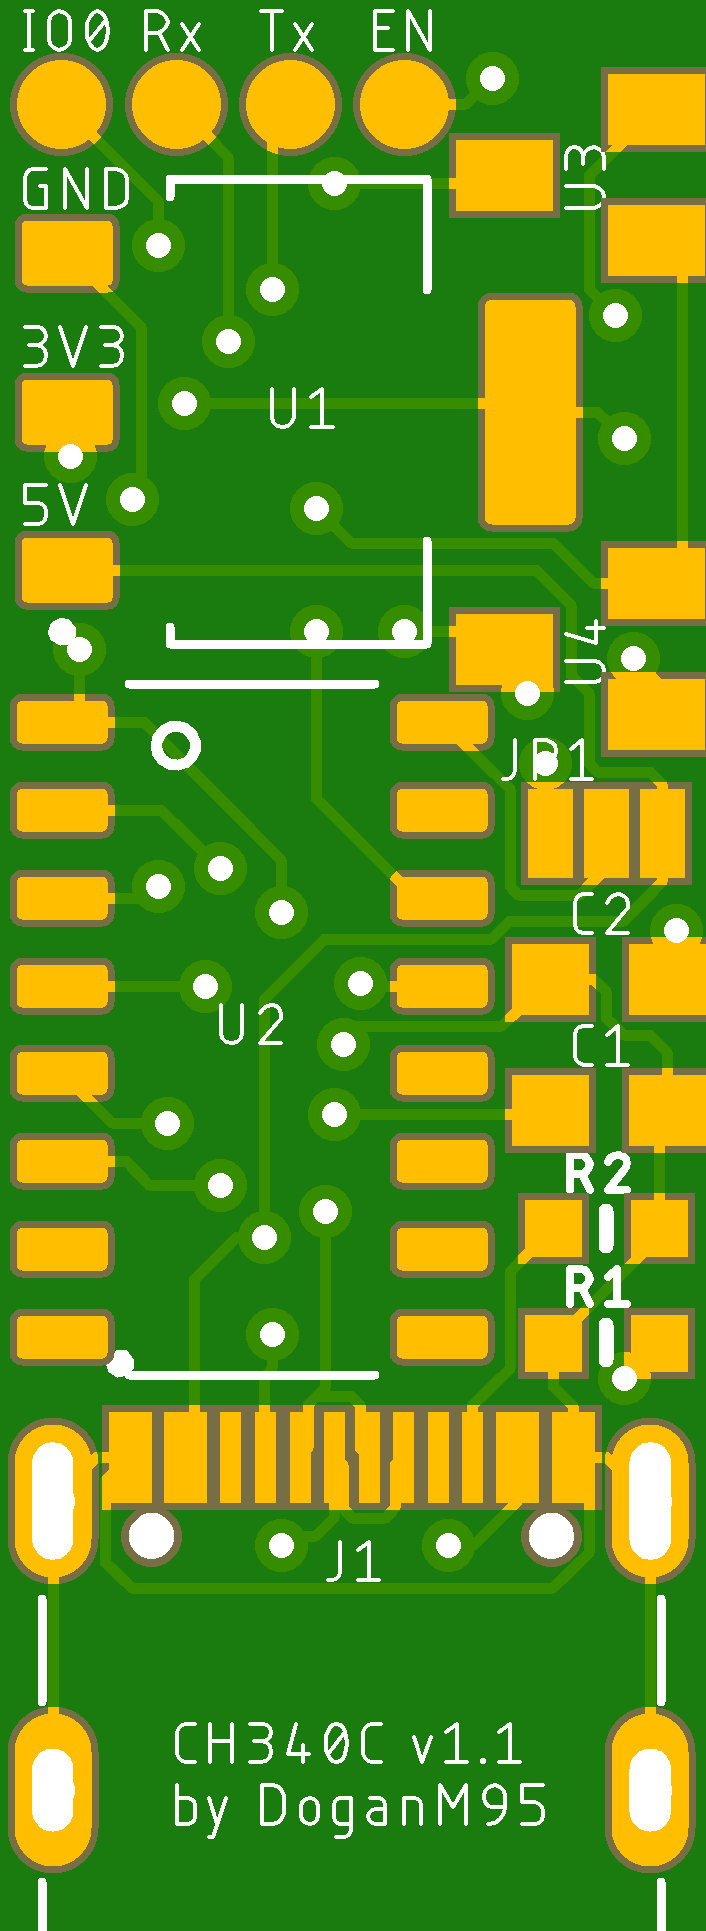 IO0 Rx Tx EN
U3
GND
3V3
U1
5V
U4
JP1
C2
U2
C1
R2
R1
J1
CH340C v1.1
by DoganM95